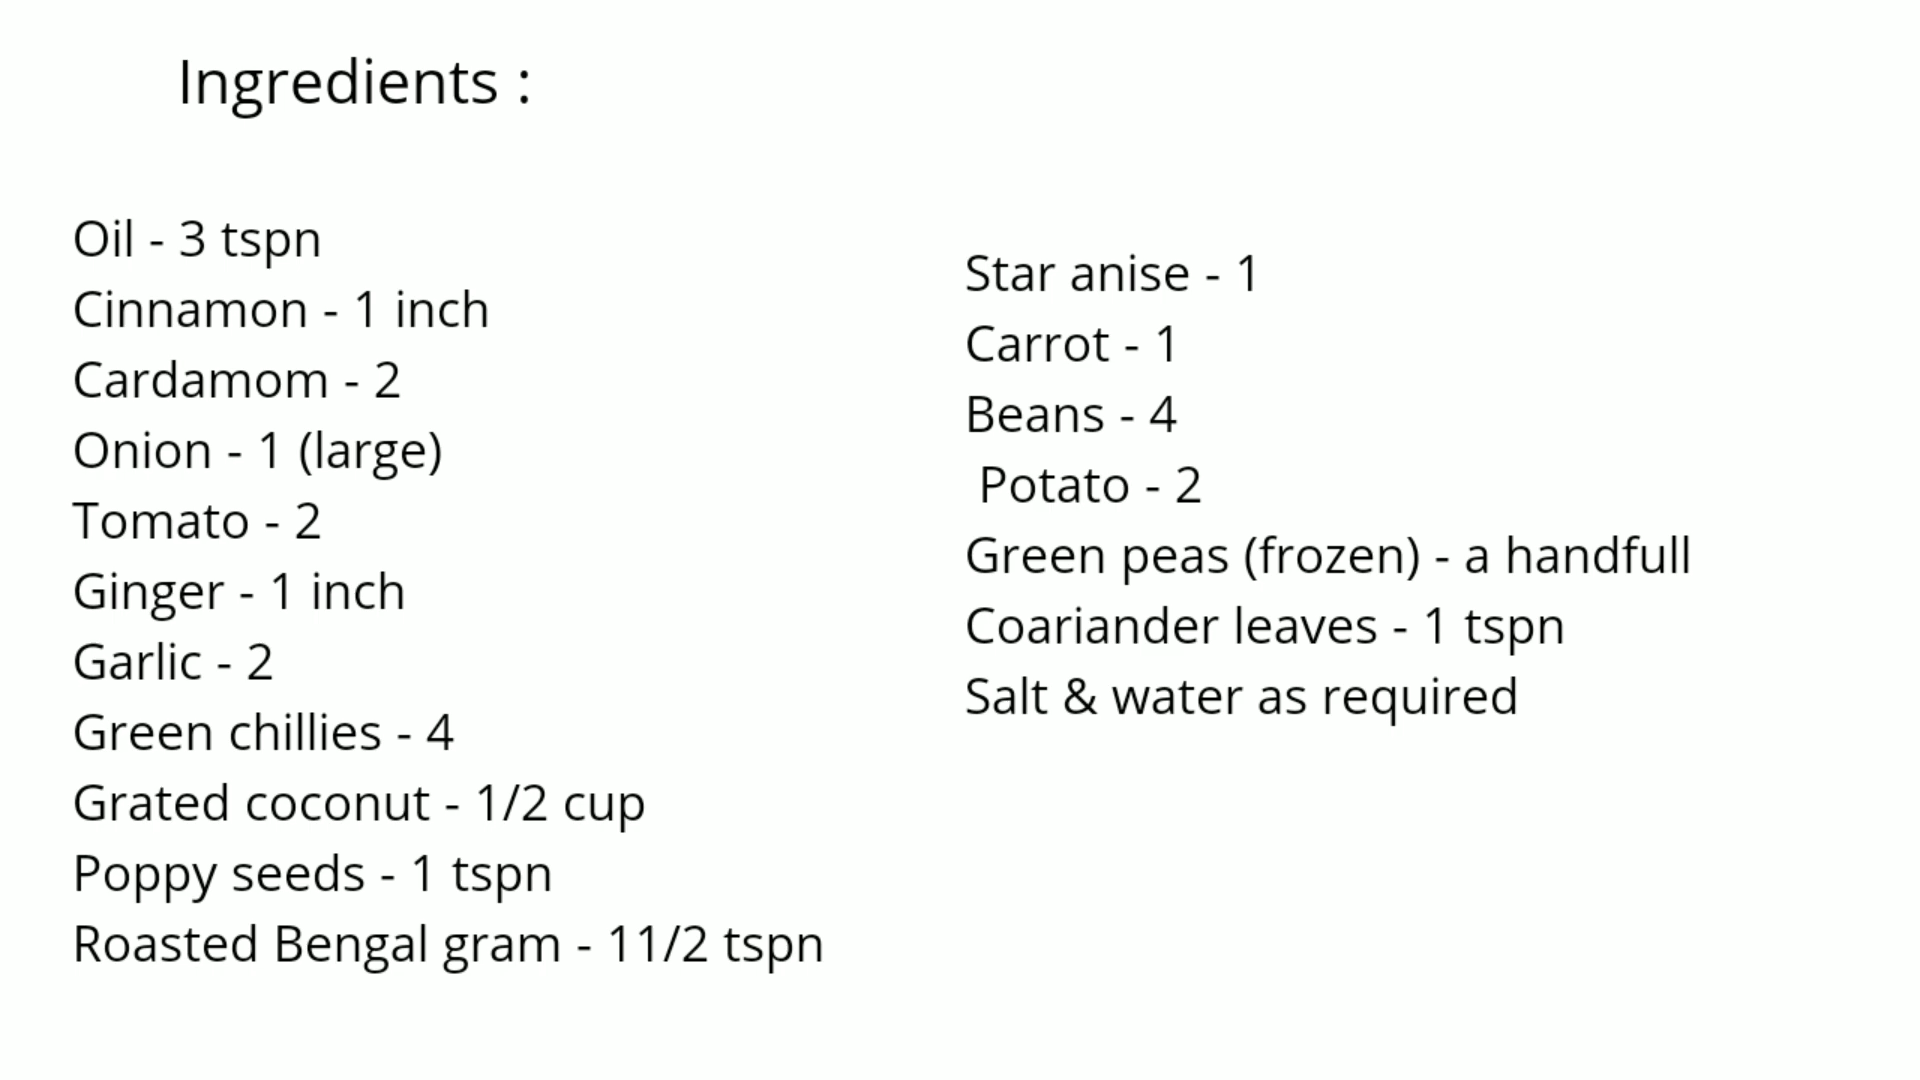 Ingredients :
Oil - 3 tspn
Cinnamon - 1 inch
Cardamom - 2
Onion - 1 (large)
Tomato - 2
Ginger - 1 inch
Garlic - 2
Green chillies - 4
Grated coconut - 1/2 cup
Poppy seeds - 1 tspn
Roasted Bengal gram - 11/2 tspn
Star anise - 1
Carrot - 1
Beans - 4
Potato - 2
Green peas (frozen) - a handfull
Coariander leaves - 1 tspn
Salt & water as required